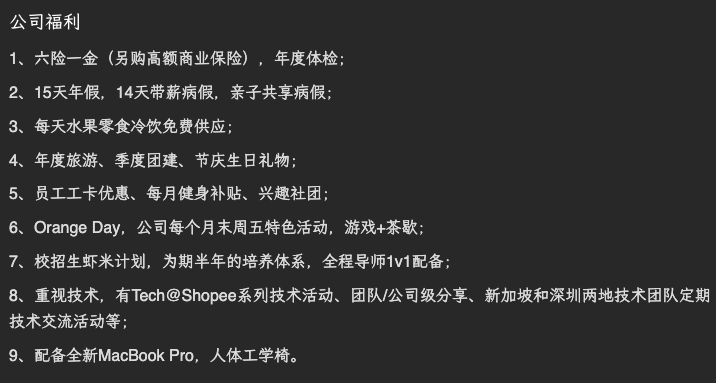 公司福利
1、六险一金（另购高额商业保险），年度体检；
2、15天年假，14天带薪病假，亲子共享病假；
3、每天水果零食冷饮免费供应；
4、年度旅游、季度团建、节庆生日礼物；
5、员工工卡优惠、每月健身补贴、兴趣社团；
6、Orange Day，公司每个月末周五特色活动，游戏+茶歇；
7、校招生虾米计划，为期半年的培养体系，全程导师1v1配备；
8、重视技术，有Tech@Shopee系列技术活动、团队/公司级分享、新加坡和深圳两地技术团队定期
技术交流活动等；
9、配备全新MacBook Pro，人体工学椅。